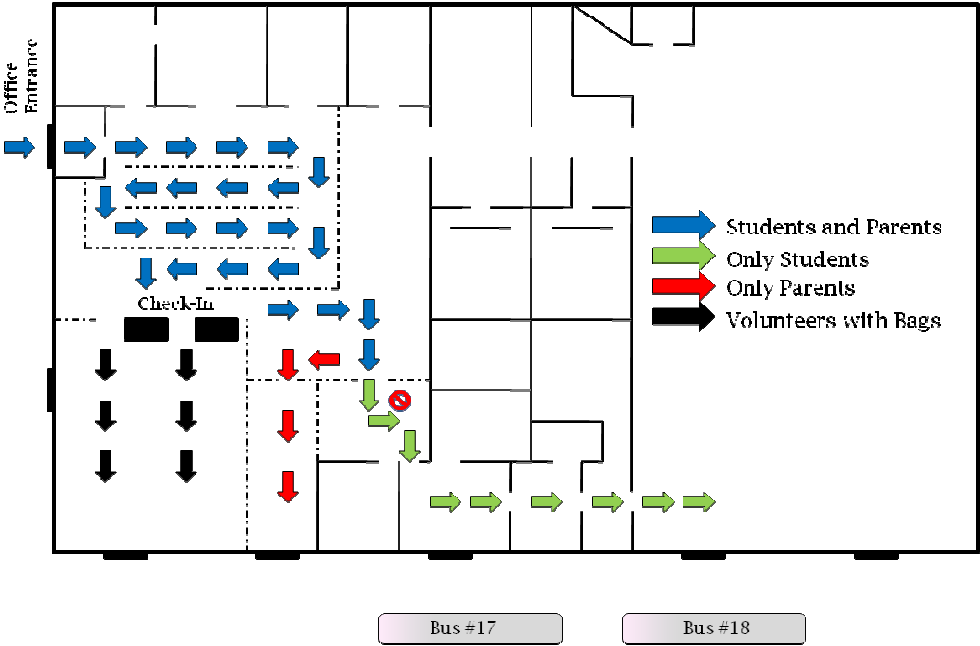 Office
Entrance
Students and Parents
Only Students
Only Parents
Volunteers with Bags
Check-In
Bus #17
Bus #18